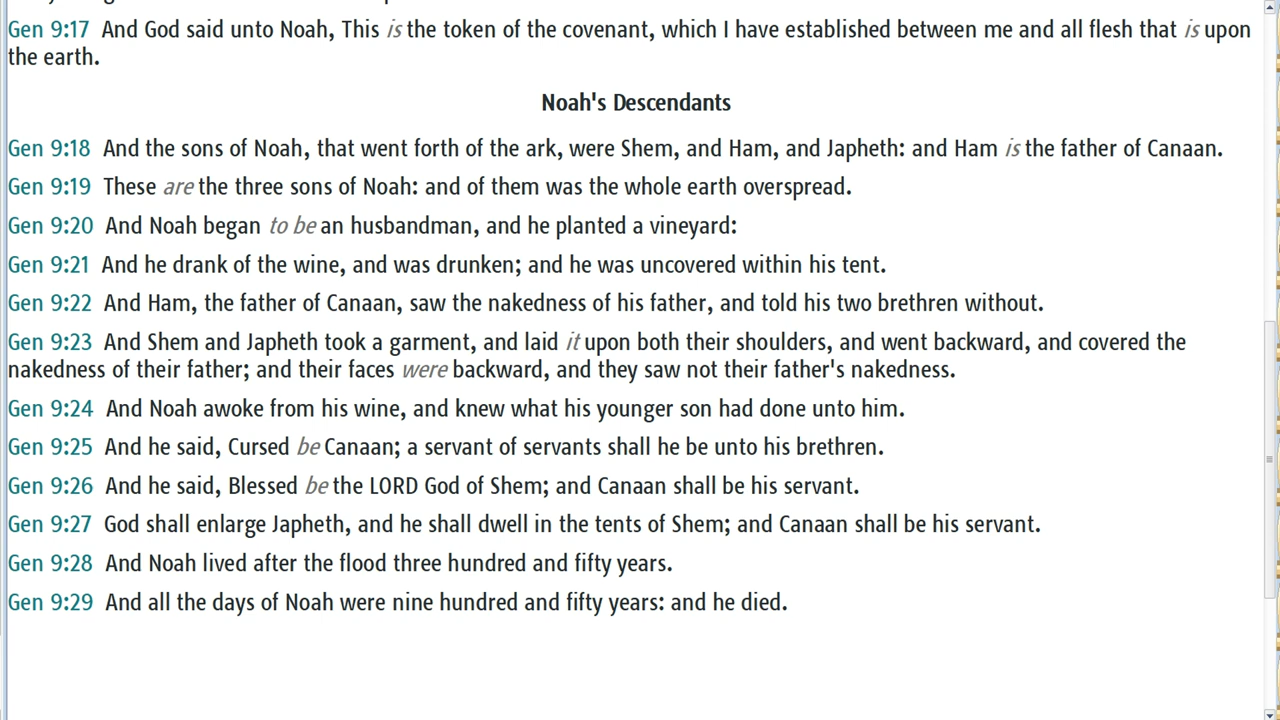 Gen 9:17 And God said unto Noah, This is the token of the covenant, which I have established between me and all flesh that is upon
the earth.
Noah's Descendants
Gen 9:18 And the sons of Noah, that went forth of the ark, were Shem, and Ham, and Japheth: and Ham is the father of Canaan.
Gen 9:19 These are the three sons of Noah: and of them was the whole earth overspread.
Gen 9:20 And Noah began to be an husbandman, and he planted a vineyard:
Gen 9:21 And he drank of the wine, and was drunken; and he was uncovered within his tent.
Gen 9:22 And Ham, the father of Canaan, saw the nakedness of his father, and told his two brethren without.
Gen 9:23 And Shem and Japheth took a garment, and laid it upon both their shoulders, and went backward, and covered the
nakedness of their father; and their faces were backward, and they saw not their father's nakedness.
Gen 9:24 And Noah awoke from his wine, and knew what his younger son had done unto him.
Gen 9:25 And he said, Cursed be Canaan; a servant of servants shall he be unto his brethren.
Gen 9:26 And he said, Blessed be the LORD God of Shem; and Canaan shall be his servant.
Gen 9:27 God shall enlarge Japheth, and he shall dwell in the tents of Shem; and Canaan shall be his servant.
Gen 9:28 And Noah lived after the flood three hundred and fifty years.
Gen 9:29 And all the days of Noah were nine hundred and fifty years: and he died.